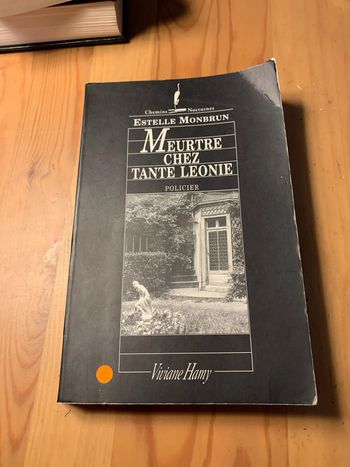 Chemins Nocturnes
ESTELLE MONBRUN
MEURTRE
CHEZ
TANTE LEONIE
POLICIER
Viviane Hamy